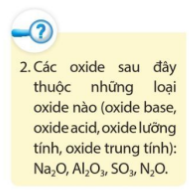 2. Các oxide sau đây
thuộc những loại
oxide nào (oxide base,
oxide acid, oxide lưỡng
tính, oxide trung tính):
Na₂O, Al₂O₃, SO₃, N₂O.